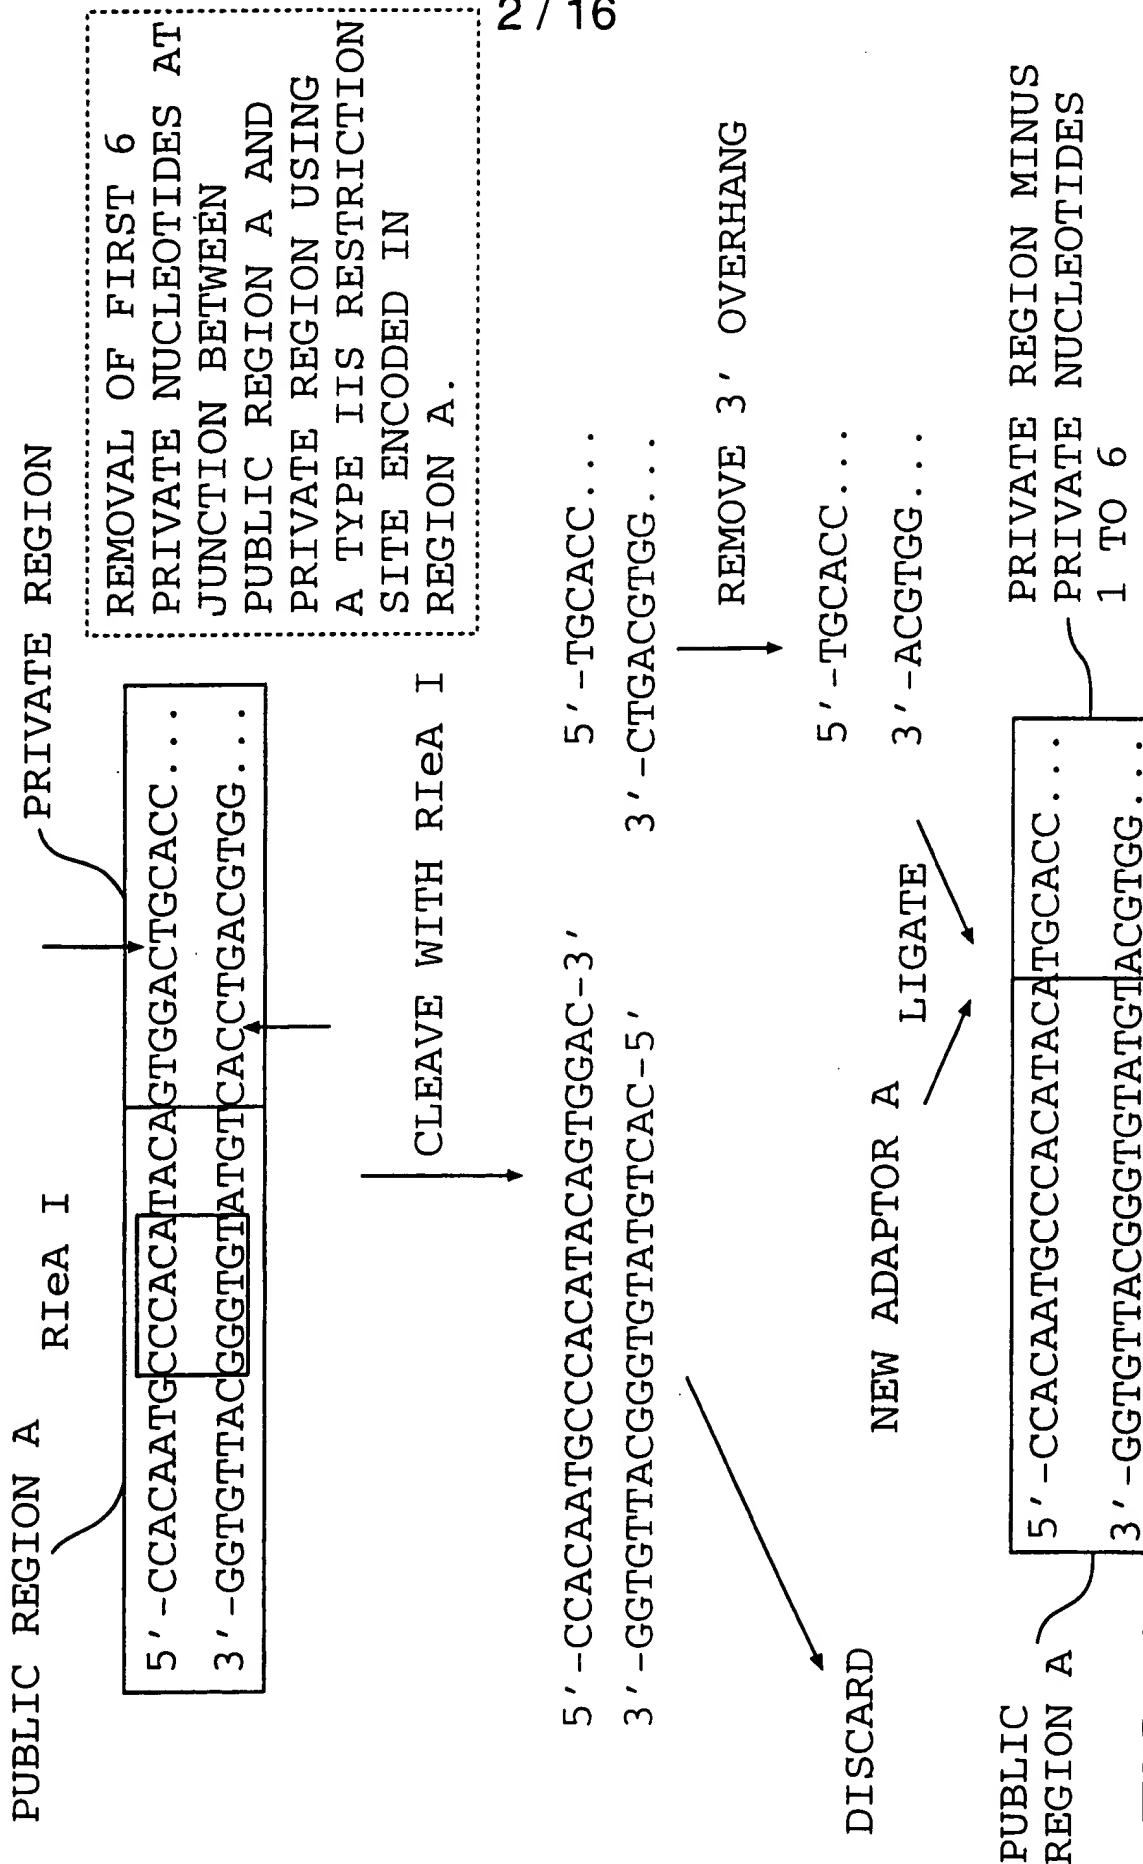 2 / 16
PUBLIC REGION A
RIeA I
PRIVATE REGION
5'-CCACAATGCCCACATACAGTGGACTGCACC....
3'-GGTGTTACGGGTGTATGTCACCTGACGTGG...
REMOVAL OF FIRST 6
PRIVATE NUCLEOTIDES AT
JUNCTION BETWEEN
PUBLIC REGION A AND
PRIVATE REGION USING
A TYPE IIS RESTRICTION
SITE ENCODED IN
REGION A.
CLEAVE WITH RIeA I
5'-CCACAATGCCCACATACAGTGGAC-3'
3'-GGTGTTACGGGTGTATGTCAC-5'
5'-TGCACC....
3'-CTGACGTGG...
REMOVE 3' OVERHANG
DISCARD
NEW ADAPTOR A
LIGATE
5'-TGCACC....
3'-ACGTGG...
PUBLIC
REGION A
5'-CCACAATGCCCACATACATGCACC....
3'-GGTGTTACGGGTGTATGTACGTGG...
PRIVATE REGION MINUS
PRIVATE NUCLEOTIDES
1 TO 6